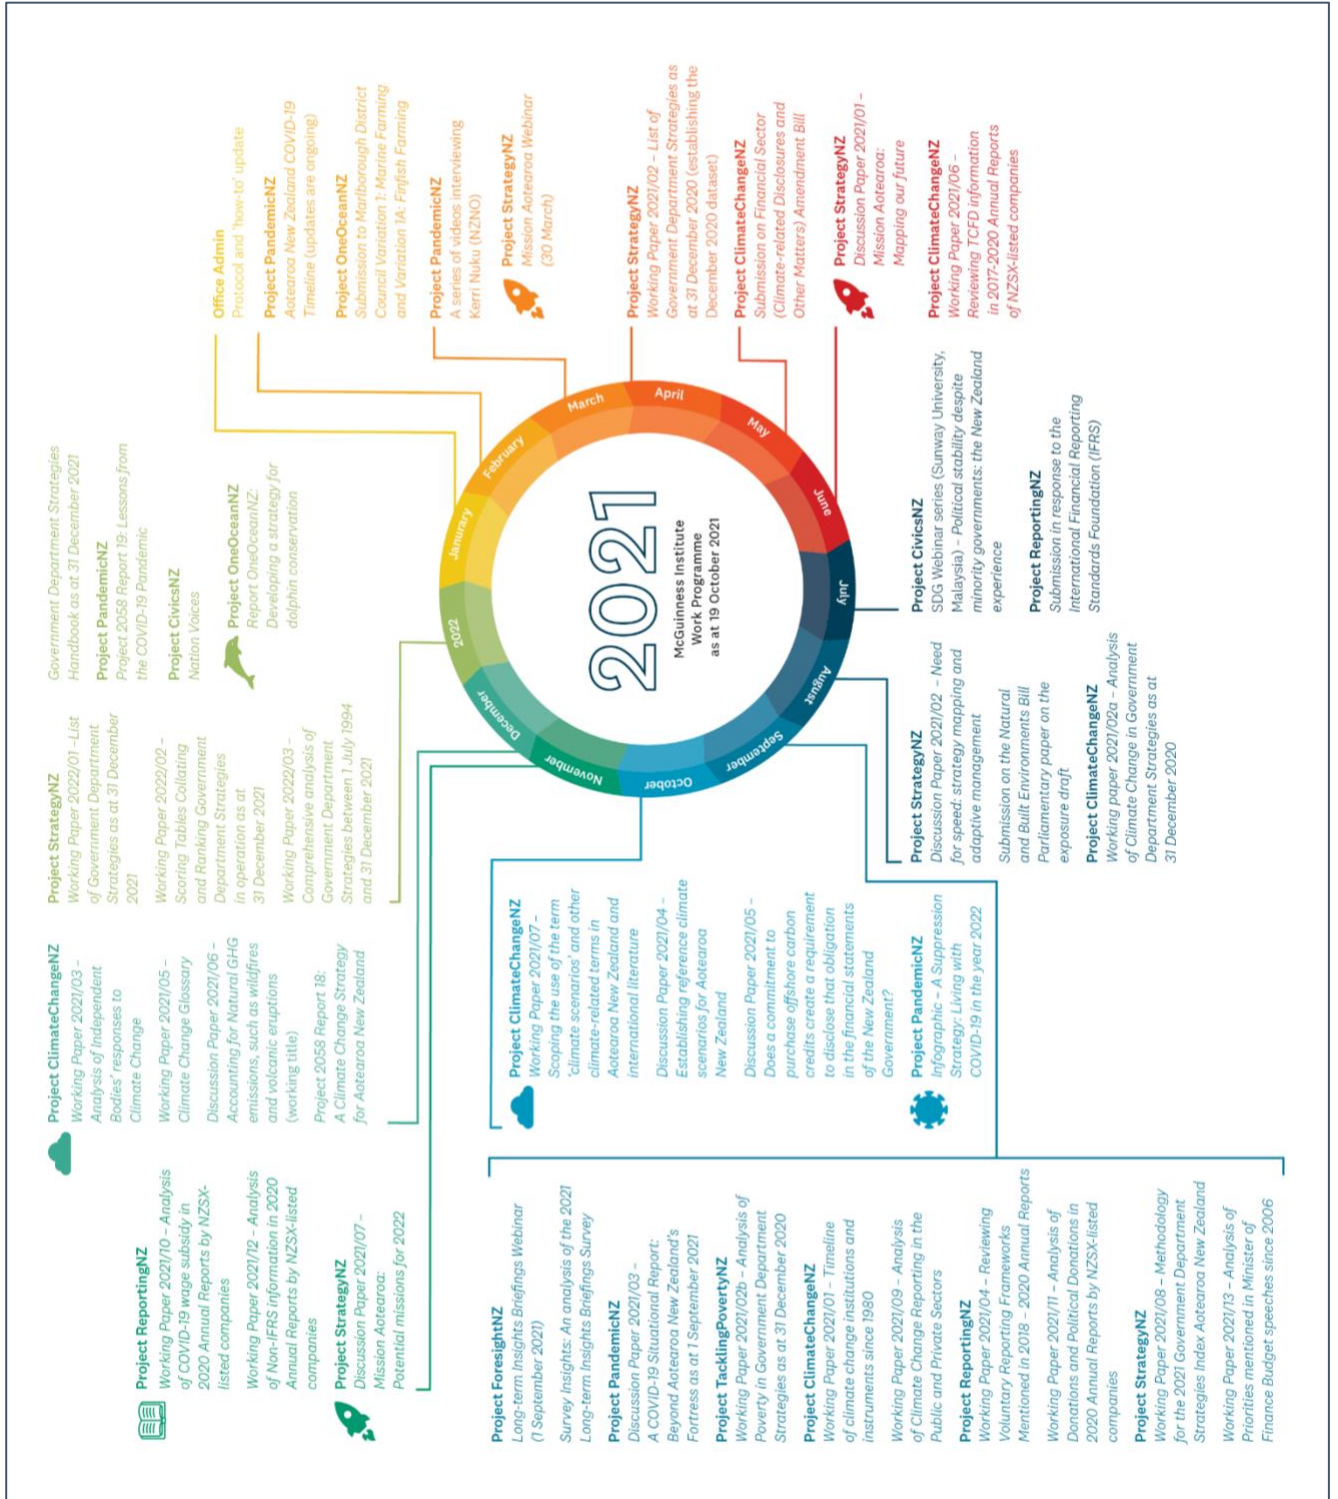 2021
McGuinness Institute
Work Programme
as at 19 October 2021
Janurary
February
March
April
May
June
July
August
September
October
November
December
2022
Office Admin
Protocol and 'how-to' update
Project PandemicNZ
Aotearoa New Zealand COVID-19
Timeline (updates are ongoing)
Project OneOceanNZ
Submission to Marlborough District
Council Variation 1: Marine Farming
and Variation 1A: Finfish Farming
Project PandemicNZ
A series of videos interviewing
Kerri Nuku (NZNO)
Project StrategyNZ
Mission Aotearoa Webinar
(30 March)
Project StrategyNZ
Working Paper 2021/02 – List of
Government Department Strategies as
at 31 December 2020 (establishing the
December 2020 dataset)
Project ClimateChangeNZ
Submission on Financial Sector
(Climate-related Disclosures and
Other Matters) Amendment Bill
Project StrategyNZ
Discussion Paper 2021/01 –
Mission Aotearoa:
Mapping our future
Project ClimateChangeNZ
Working Paper 2021/06 –
Reviewing TCFD information
in 2017-2020 Annual Reports
of NZSX-listed companies
Project CivicsNZ
SDG Webinar series (Sunway University,
Malaysia) – Political stability despite
minority governments: the New Zealand
experience
Project ReportingNZ
Submission in response to the
International Financial Reporting
Standards Foundation (IFRS)
Project StrategyNZ
Discussion Paper 2021/02 – Need
for speed: strategy mapping and
adaptive management
Submission on the Natural
and Built Environments Bill
Parliamentary paper on the
exposure draft
Project ClimateChangeNZ
Working paper 2021/02a – Analysis
of Climate Change in Government
Department Strategies as at
31 December 2020
Project ForesightNZ
Long-term Insights Briefings Webinar
(1 September 2021)
Survey Insights: An analysis of the 2021
Long-term Insights Briefings Survey
Project PandemicNZ
Discussion Paper 2021/03 –
A COVID-19 Situational Report:
Beyond Aotearoa New Zealand's
Fortress as at 1 September 2021
Project TacklingPovertyNZ
Working Paper 2021/02b – Analysis of
Poverty in Government Department
Strategies as at 31 December 2020
Project ClimateChangeNZ
Working Paper 2021/01 – Timeline
of climate change institutions and
instruments since 1980
Working Paper 2021/09 – Analysis
of Climate Change Reporting in the
Public and Private Sectors
Project ReportingNZ
Working Paper 2021/04 – Reviewing
Voluntary Reporting Frameworks
Mentioned in 2018 – 2020 Annual Reports
Working Paper 2021/11 – Analysis of
Donations and Political Donations in
2020 Annual Reports by NZSX-listed
companies
Project StrategyNZ
Working Paper 2021/08 – Methodology
for the 2021 Government Department
Strategies Index Aotearoa New Zealand
Working Paper 2021/13 – Analysis of
Priorities mentioned in Minister of
Finance Budget speeches since 2006
Project ClimateChangeNZ
Working Paper 2021/07 –
Scoping the use of the term
'climate scenarios' and other
climate-related terms in
Aotearoa New Zealand and
international literature
Discussion Paper 2021/04 –
Establishing reference climate
scenarios for Aotearoa
New Zealand
Discussion Paper 2021/05 –
Does a commitment to
purchase offshore carbon
credits create a requirement
to disclose that obligation
in the financial statements
of the New Zealand
Government?
Project PandemicNZ
Infographic – A Suppression
Strategy: Living with
COVID-19 in the year 2022
Project ReportingNZ
Working Paper 2021/10 – Analysis
of COVID-19 wage subsidy in
2020 Annual Reports by NZSX-
listed companies
Working Paper 2021/12 – Analysis
of Non-IFRS information in 2020
Annual Reports by NZSX-listed
companies
Project StrategyNZ
Discussion Paper 2021/07 –
Mission Aotearoa:
Potential missions for 2022
Project ClimateChangeNZ
Working Paper 2021/03 –
Analysis of Independent
Bodies' responses to
Climate Change
Working Paper 2021/05 –
Climate Change Glossary
Discussion Paper 2021/06 –
Accounting for Natural GHG
emissions, such as wildfires
and volcanic eruptions
(working title)
Project 2058 Report 18:
A Climate Change Strategy
for Aotearoa New Zealand
Project StrategyNZ
Working Paper 2022/01 –List
of Government Department
Strategies as at 31 December
2021
Working Paper 2022/02 –
Scoring Tables Collating
and Ranking Government
Department Strategies
in operation as at
31 December 2021
Working Paper 2022/03 –
Comprehensive analysis of
Government Department
Strategies between 1 July 1994
and 31 December 2021
Government Department Strategies
Handbook as at 31 December 2021
Project PandemicNZ
Project 2058 Report 19: Lessons from
the COVID-19 Pandemic
Project CivicsNZ
Nation Voices
Project OneOceanNZ
Report OneOceanNZ:
Developing a strategy for
dolphin conservation